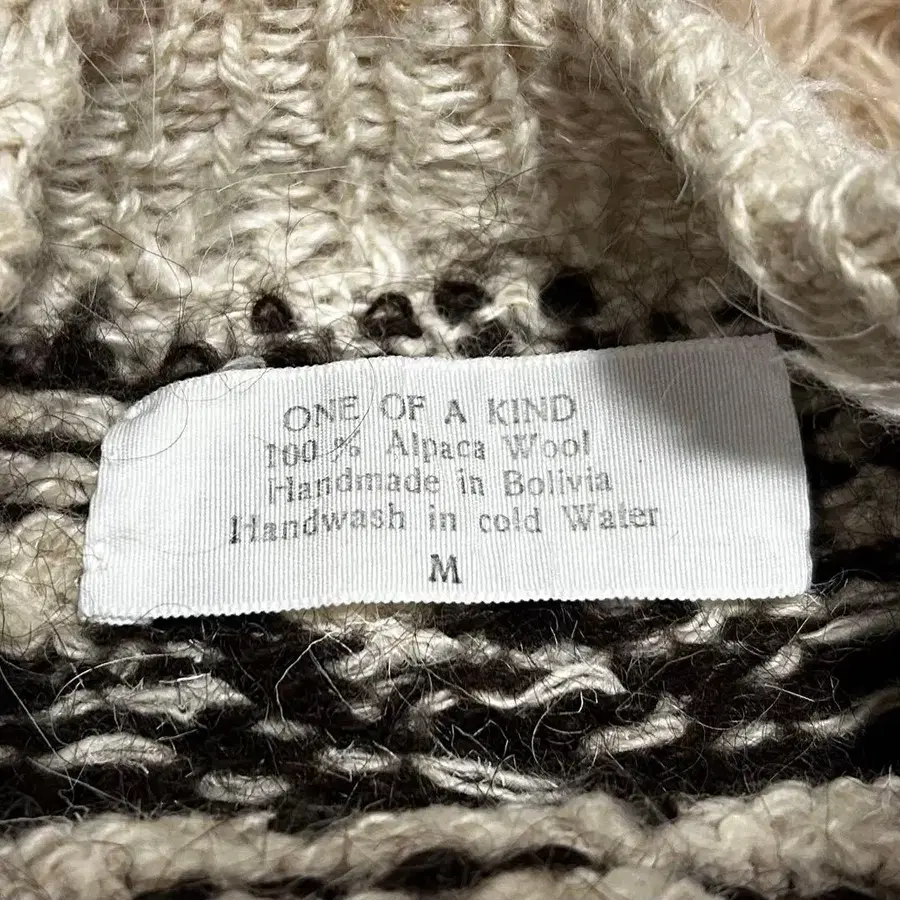 ONE OF A KIND
100% Alpaca Wool
Handmade in Bolivia
Handwash in cold Water
M